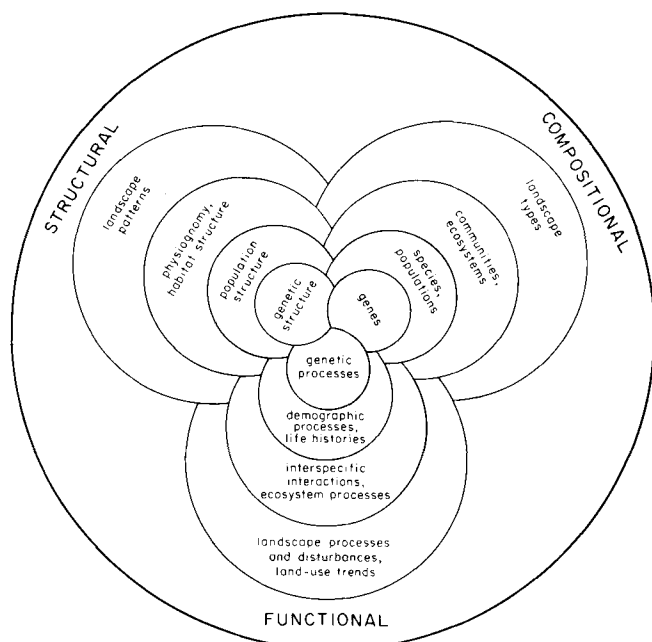 STRUCTURAL
landscape
patterns
physiognomy,
habitat structure
population
structure
genetic
structure
COMPOSITIONAL
landscape
types
communities,
ecosystems
species,
populations
genes
genetic
processes
demographic
processes,
life histories
interspecific
interactions,
ecosystem processes
landscape processes
and disturbances,
land-use trends
FUNCTIONAL